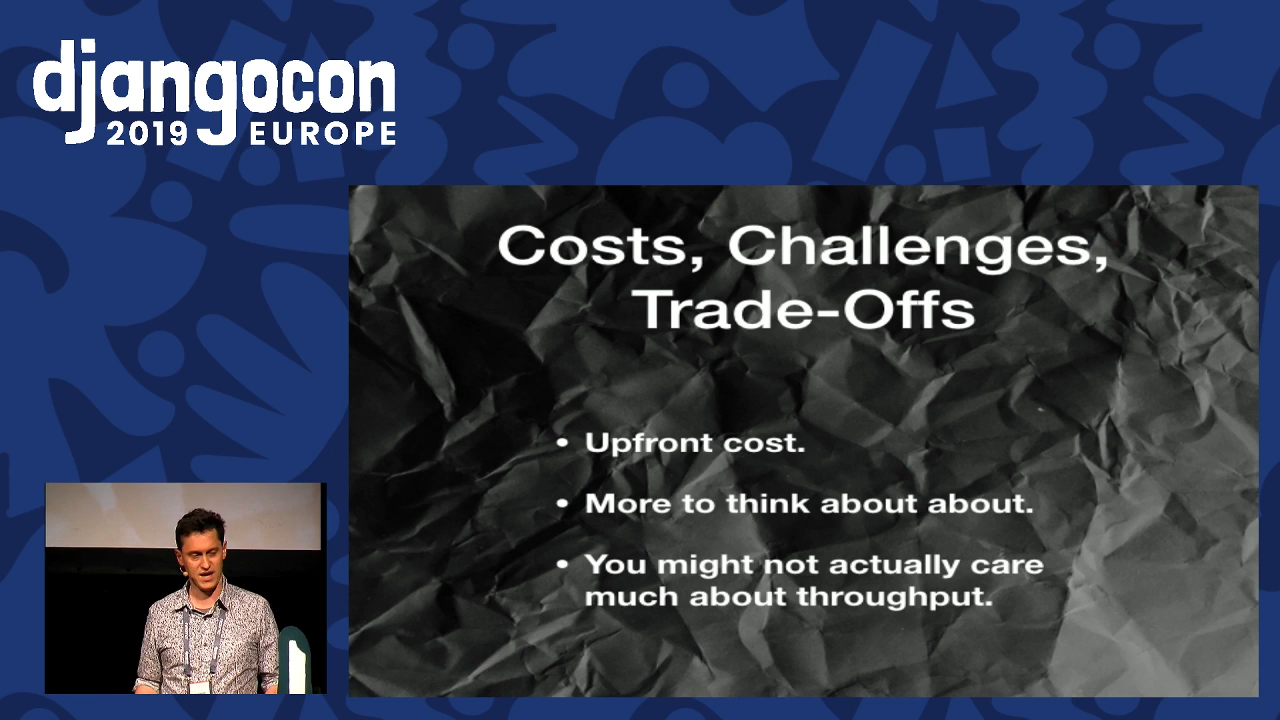 djangocon
2019 EUROPE
Costs, Challenges,
Trade-Offs
• Upfront cost.
• More to think about about.
• You might not actually care
much about throughput.